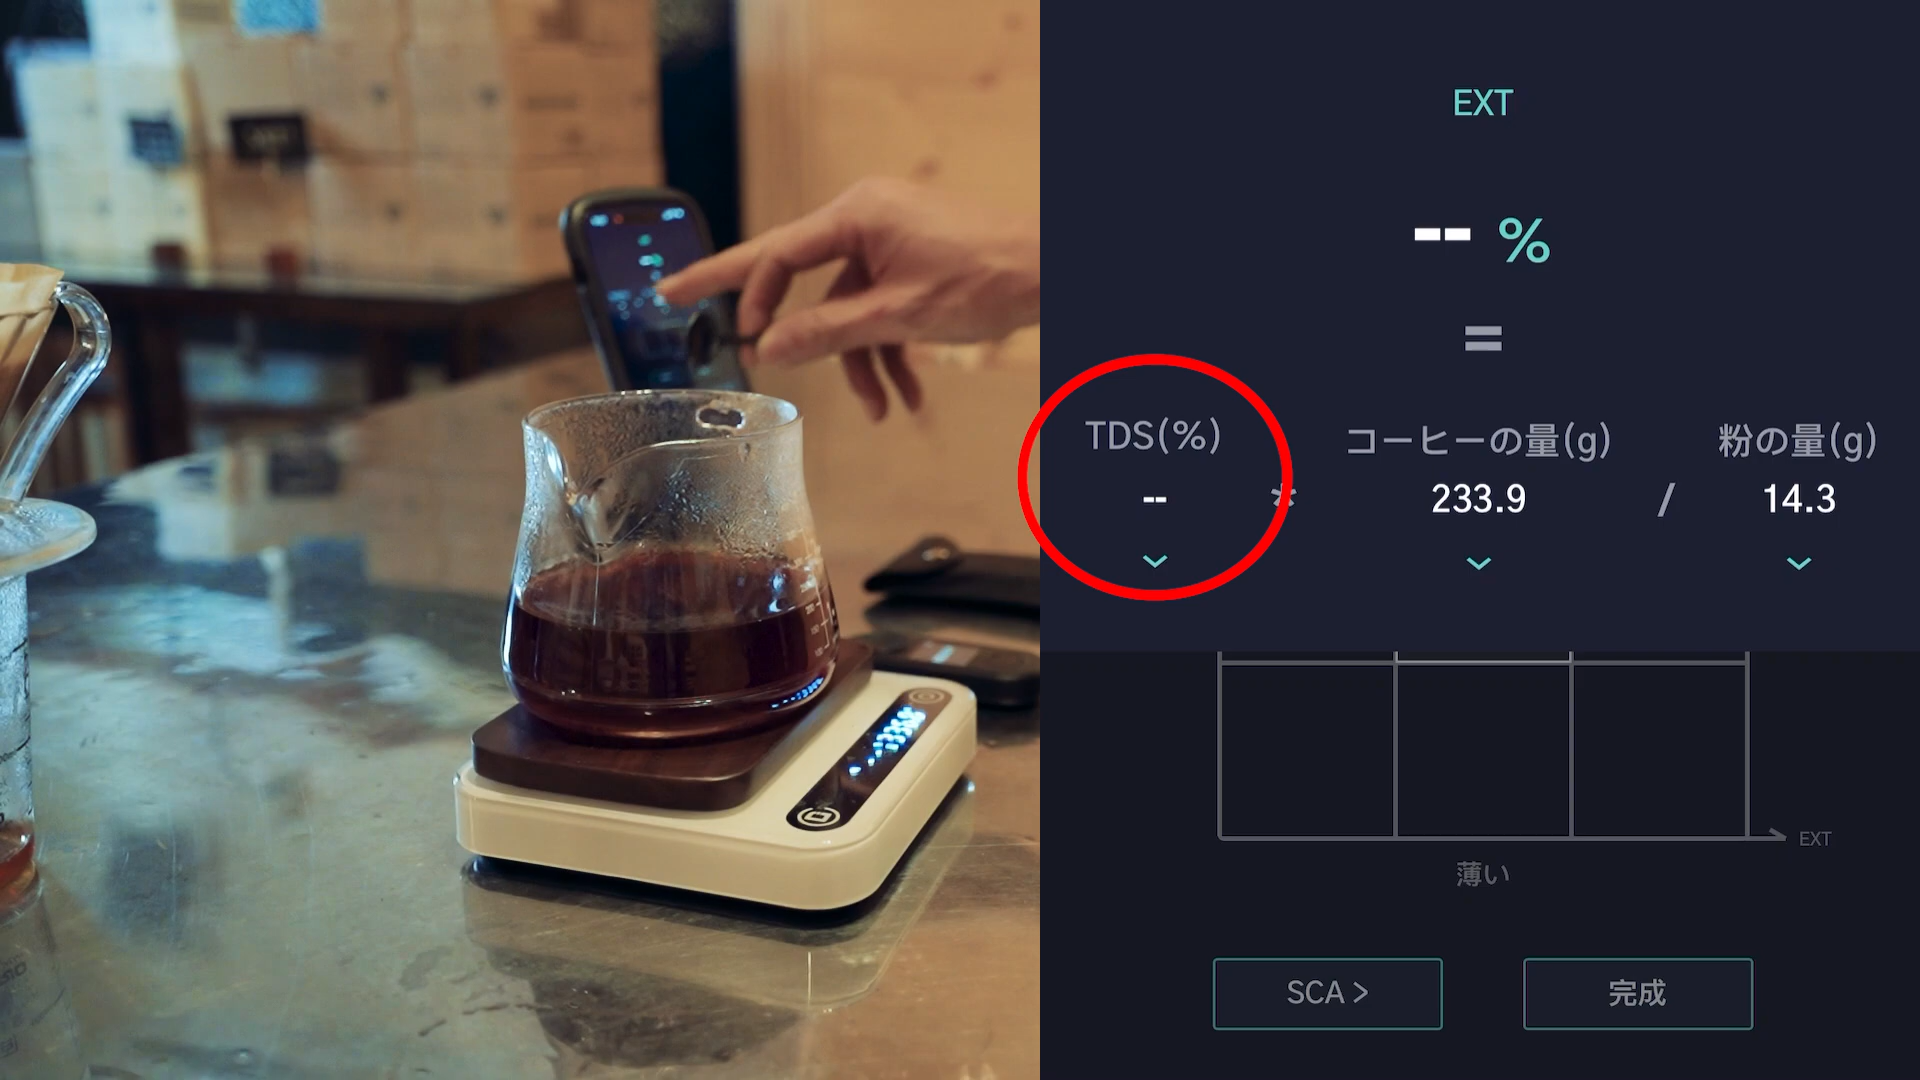 EXT
-- %
=
TDS(%) コーヒーの量(g) 粉の量(g)
-- * 233.9 / 14.3
EXT
薄い
SCA > 完成